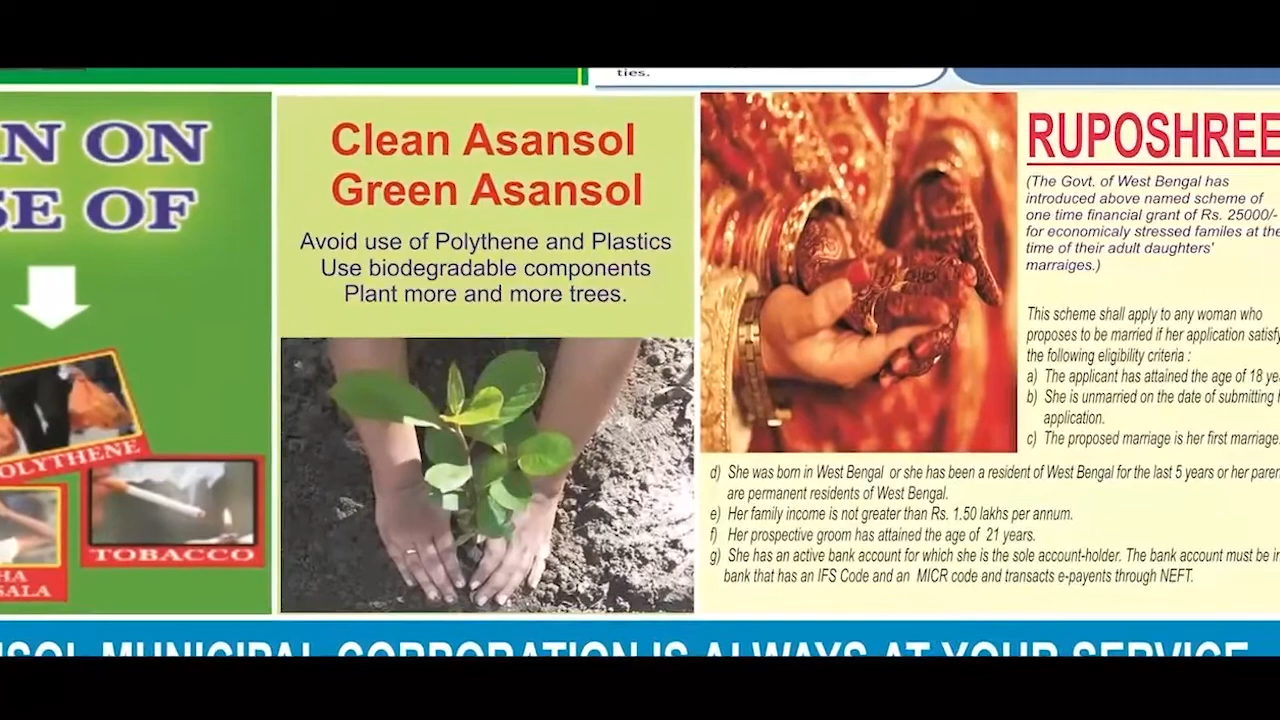 ties.
N ON
SE OF
OLYTHENE
TOBACCO
HA
SALA
Clean Asansol
Green Asansol
Avoid use of Polythene and Plastics
Use biodegradable components
Plant more and more trees.
RUPOSHREE
(The Govt. of West Bengal has
introduced above named scheme of
one time financial grant of Rs. 25000/-
for economicaly stressed familes at the
time of their adult daughters'
marraiges.)
This scheme shall apply to any woman who
proposes to be married if her application satisfy
the following eligibility criteria :
a) The applicant has attained the age of 18 yea
b) She is unmarried on the date of submitting h
application.
c) The proposed marriage is her first marriage.
d) She was born in West Bengal or she has been a resident of West Bengal for the last 5 years or her paren
are permanent residents of West Bengal.
e) Her family income is not greater than Rs. 1.50 lakhs per annum.
f) Her prospective groom has attained the age of 21 years.
g) She has an active bank account for which she is the sole account-holder. The bank account must be in
bank that has an IFS Code and an MICR code and transacts e-payents through NEFT.
NSOL MUNICIPAL CORPORATION IS ALWAYS AT YOUR SERVICE